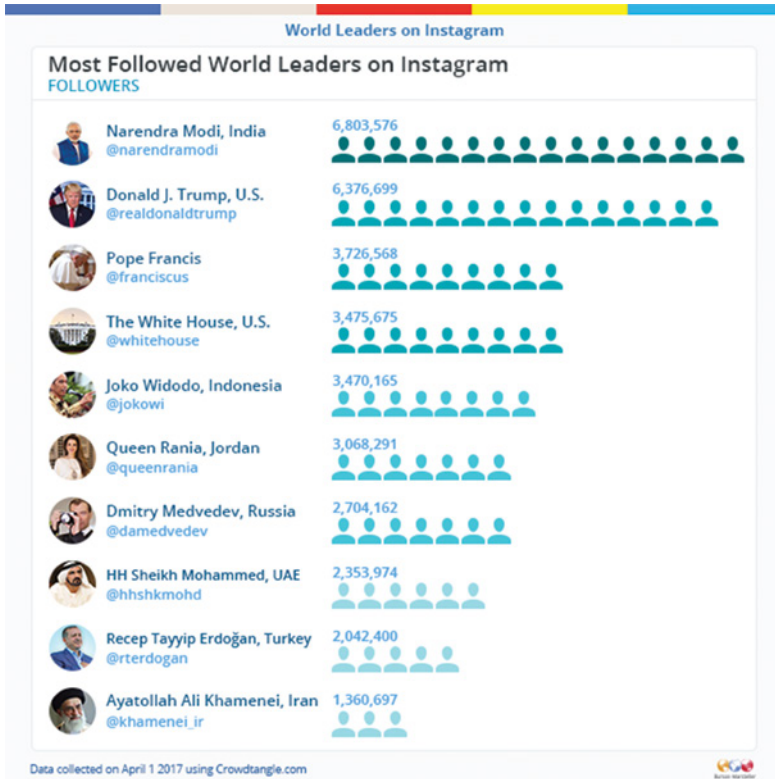 World Leaders on Instagram
Most Followed World Leaders on Instagram
FOLLOWERS
Narendra Modi, India
@narendramodi
6,803,576
Donald J. Trump, U.S.
@realdonaldtrump
6,376,699
Pope Francis
@franciscus
3,726,568
The White House, U.S.
@whitehouse
3,475,675
Joko Widodo, Indonesia
@jokowi
3,470,165
Queen Rania, Jordan
@queenrania
3,068,291
Dmitry Medvedev, Russia
@damedvedev
2,704,162
HH Sheikh Mohammed, UAE
@hhshkmohd
2,353,974
Recep Tayyip Erdoğan, Turkey
@rterdogan
2,042,400
Ayatollah Ali Khamenei, Iran
@khamenei_ir
1,360,697
Data collected on April 1 2017 using Crowdtangle.com